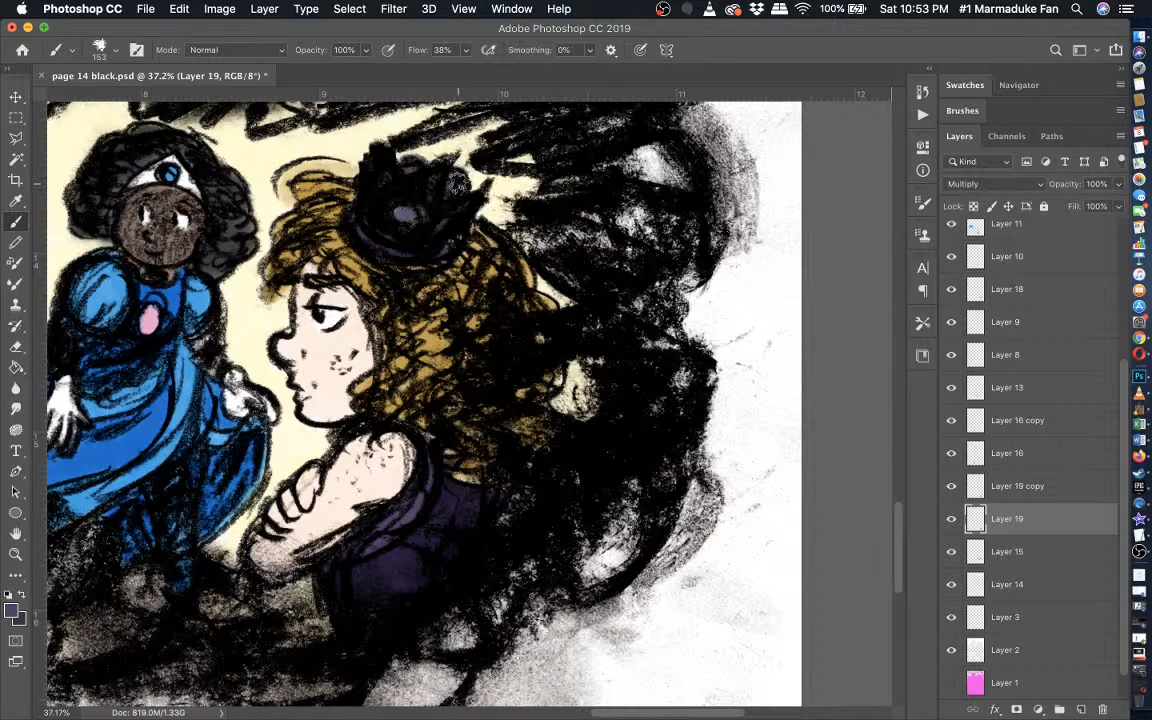 Photoshop CC File Edit Image Layer Type Select Filter 3D View Window Help 100% Sat 10:53 PM #1 Marmaduke Fan
Adobe Photoshop CC 2019
153 Mode: Normal Opacity: 100% Flow: 38% Smoothing: 0%
page 14 black.psd @ 37.2% (Layer 19, RGB/8*) *
8 9 10 11 12
Swatches Navigator
Brushes
Layers Channels Paths
Kind
Multiply Opacity: 100%
Lock: Fill: 100%
Layer 11
Layer 10
Layer 18
Layer 9
Layer 8
Layer 13
Layer 16 copy
Layer 16
Layer 19 copy
Layer 19
Layer 15
Layer 14
Layer 3
Layer 2
Layer 1
37.17% Doc: 819.0M/1.33G